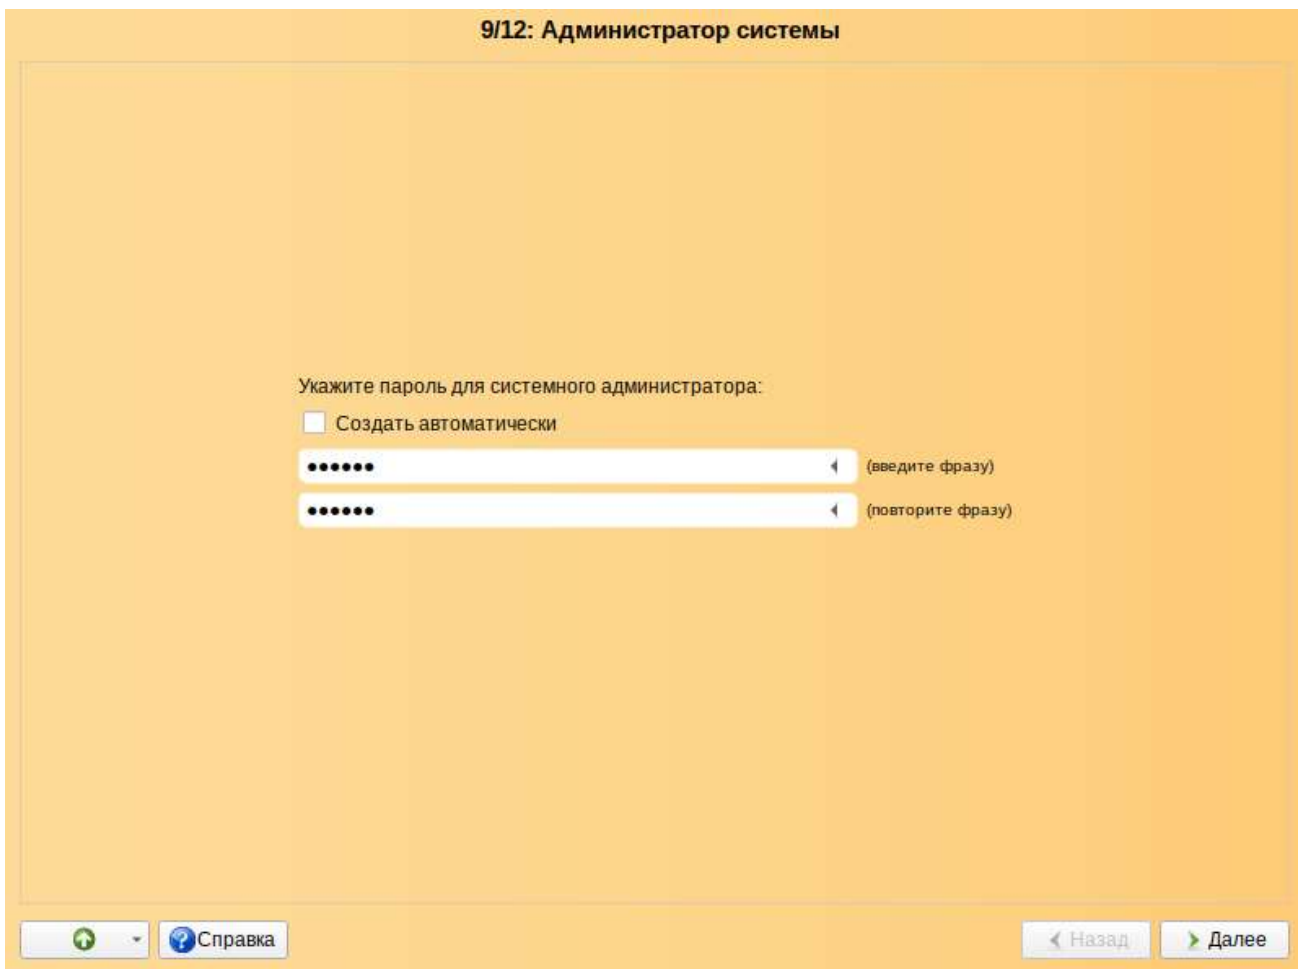 9/12: Администратор системы
Укажите пароль для системного администратора:
Создать автоматически
•••••• (введите фразу)
•••••• (повторите фразу)
Справка Назад Далее